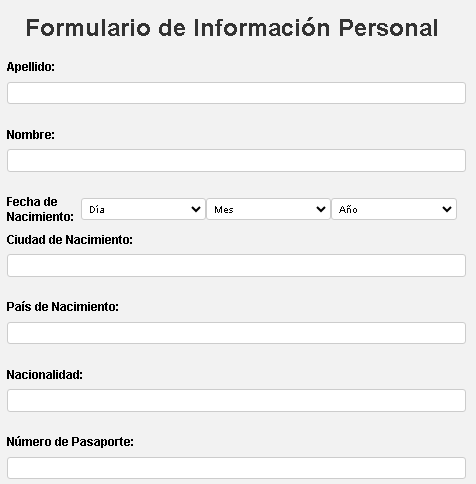 Formulario de Información Personal
Apellido:
Nombre:
Fecha de
Nacimiento:
Día Mes Año
Ciudad de Nacimiento:
País de Nacimiento:
Nacionalidad:
Número de Pasaporte: